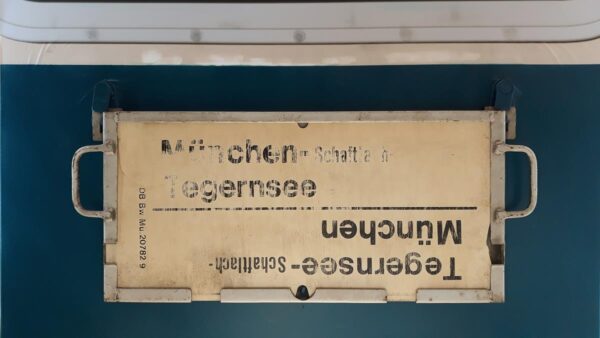 München-Schaftlach-
Tegernsee
Tegernsee-Schaftlach-
München
DB Bw. Mü 20782 9